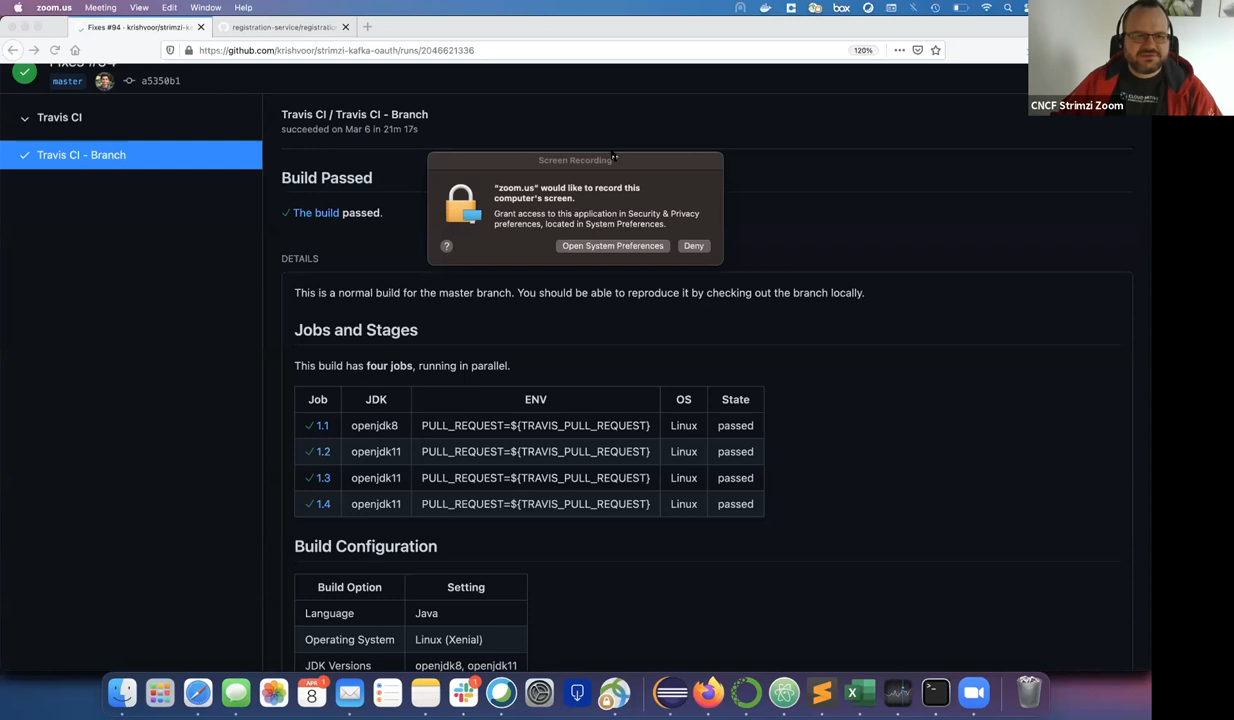 zoom.us Meeting View Edit Window Help
box
Fixes #94 · krishvoor/strimzi-ka
registration-service/registration
https://github.com/krishvoor/strimzi-kafka-oauth/runs/2046621336
120%
master
a5350b1
Travis CI
Travis CI - Branch
Travis CI / Travis CI - Branch
succeeded on Mar 6 in 21m 17s
Build Passed
The build passed.
DETAILS
This is a normal build for the master branch. You should be able to reproduce it by checking out the branch locally.
Jobs and Stages
This build has four jobs, running in parallel.
Job JDK ENV OS State
1.1 openjdk8 PULL_REQUEST=${TRAVIS_PULL_REQUEST} Linux passed
1.2 openjdk11 PULL_REQUEST=${TRAVIS_PULL_REQUEST} Linux passed
1.3 openjdk11 PULL_REQUEST=${TRAVIS_PULL_REQUEST} Linux passed
1.4 openjdk11 PULL_REQUEST=${TRAVIS_PULL_REQUEST} Linux passed
Build Configuration
Build Option Setting
Language Java
Operating System Linux (Xenial)
JDK Versions openjdk8, openjdk11
Screen Recording
"zoom.us" would like to record this
computer's screen.
Grant access to this application in Security & Privacy
preferences, located in System Preferences.
?
Open System Preferences
Deny
CNCF Strimzi Zoom
APR
8
1
1